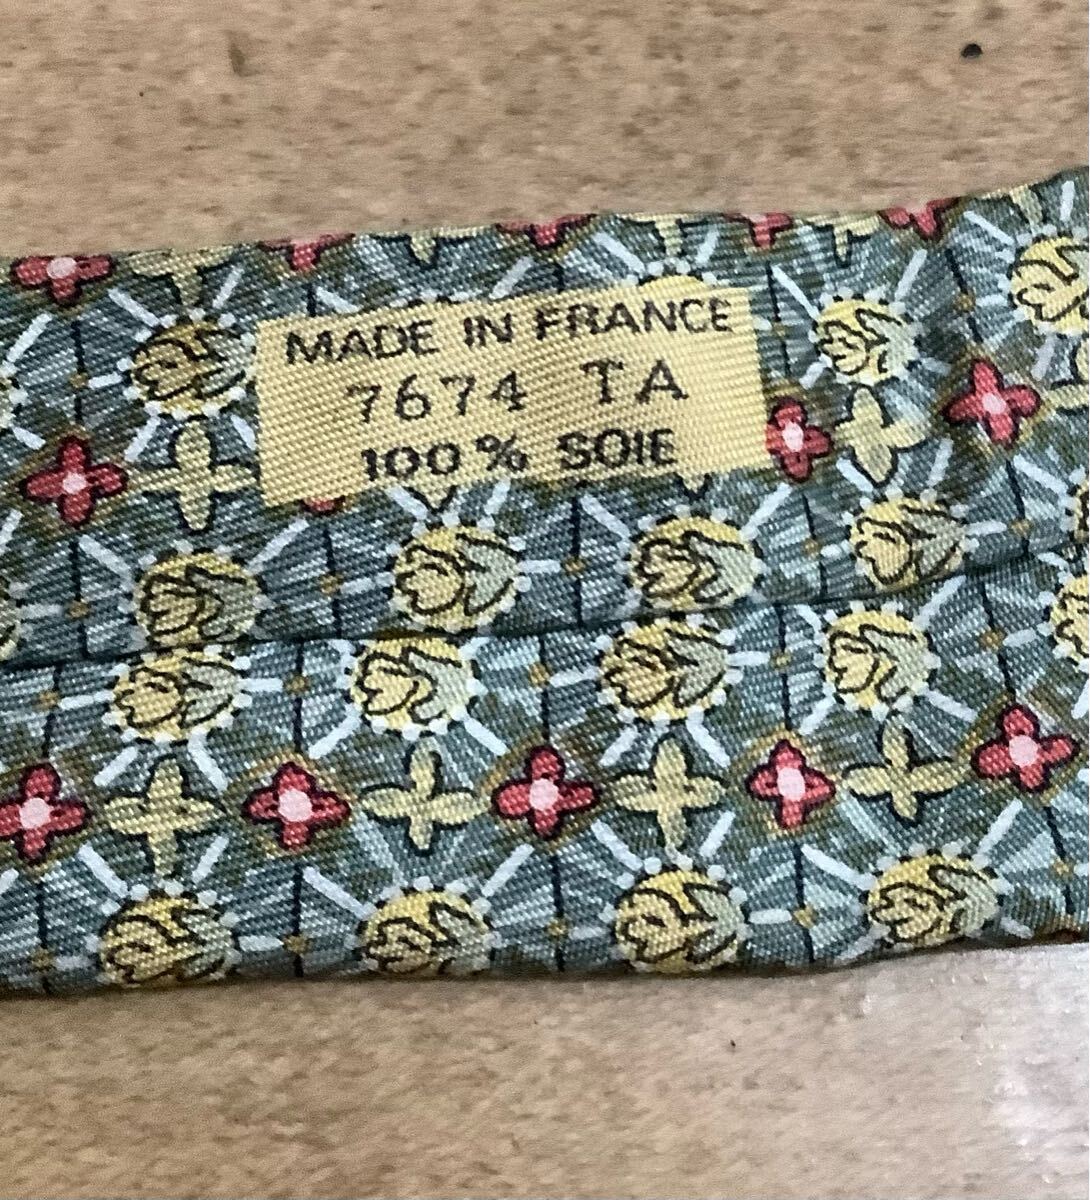 MADE IN FRANCE
7674 TA
100% SOIE